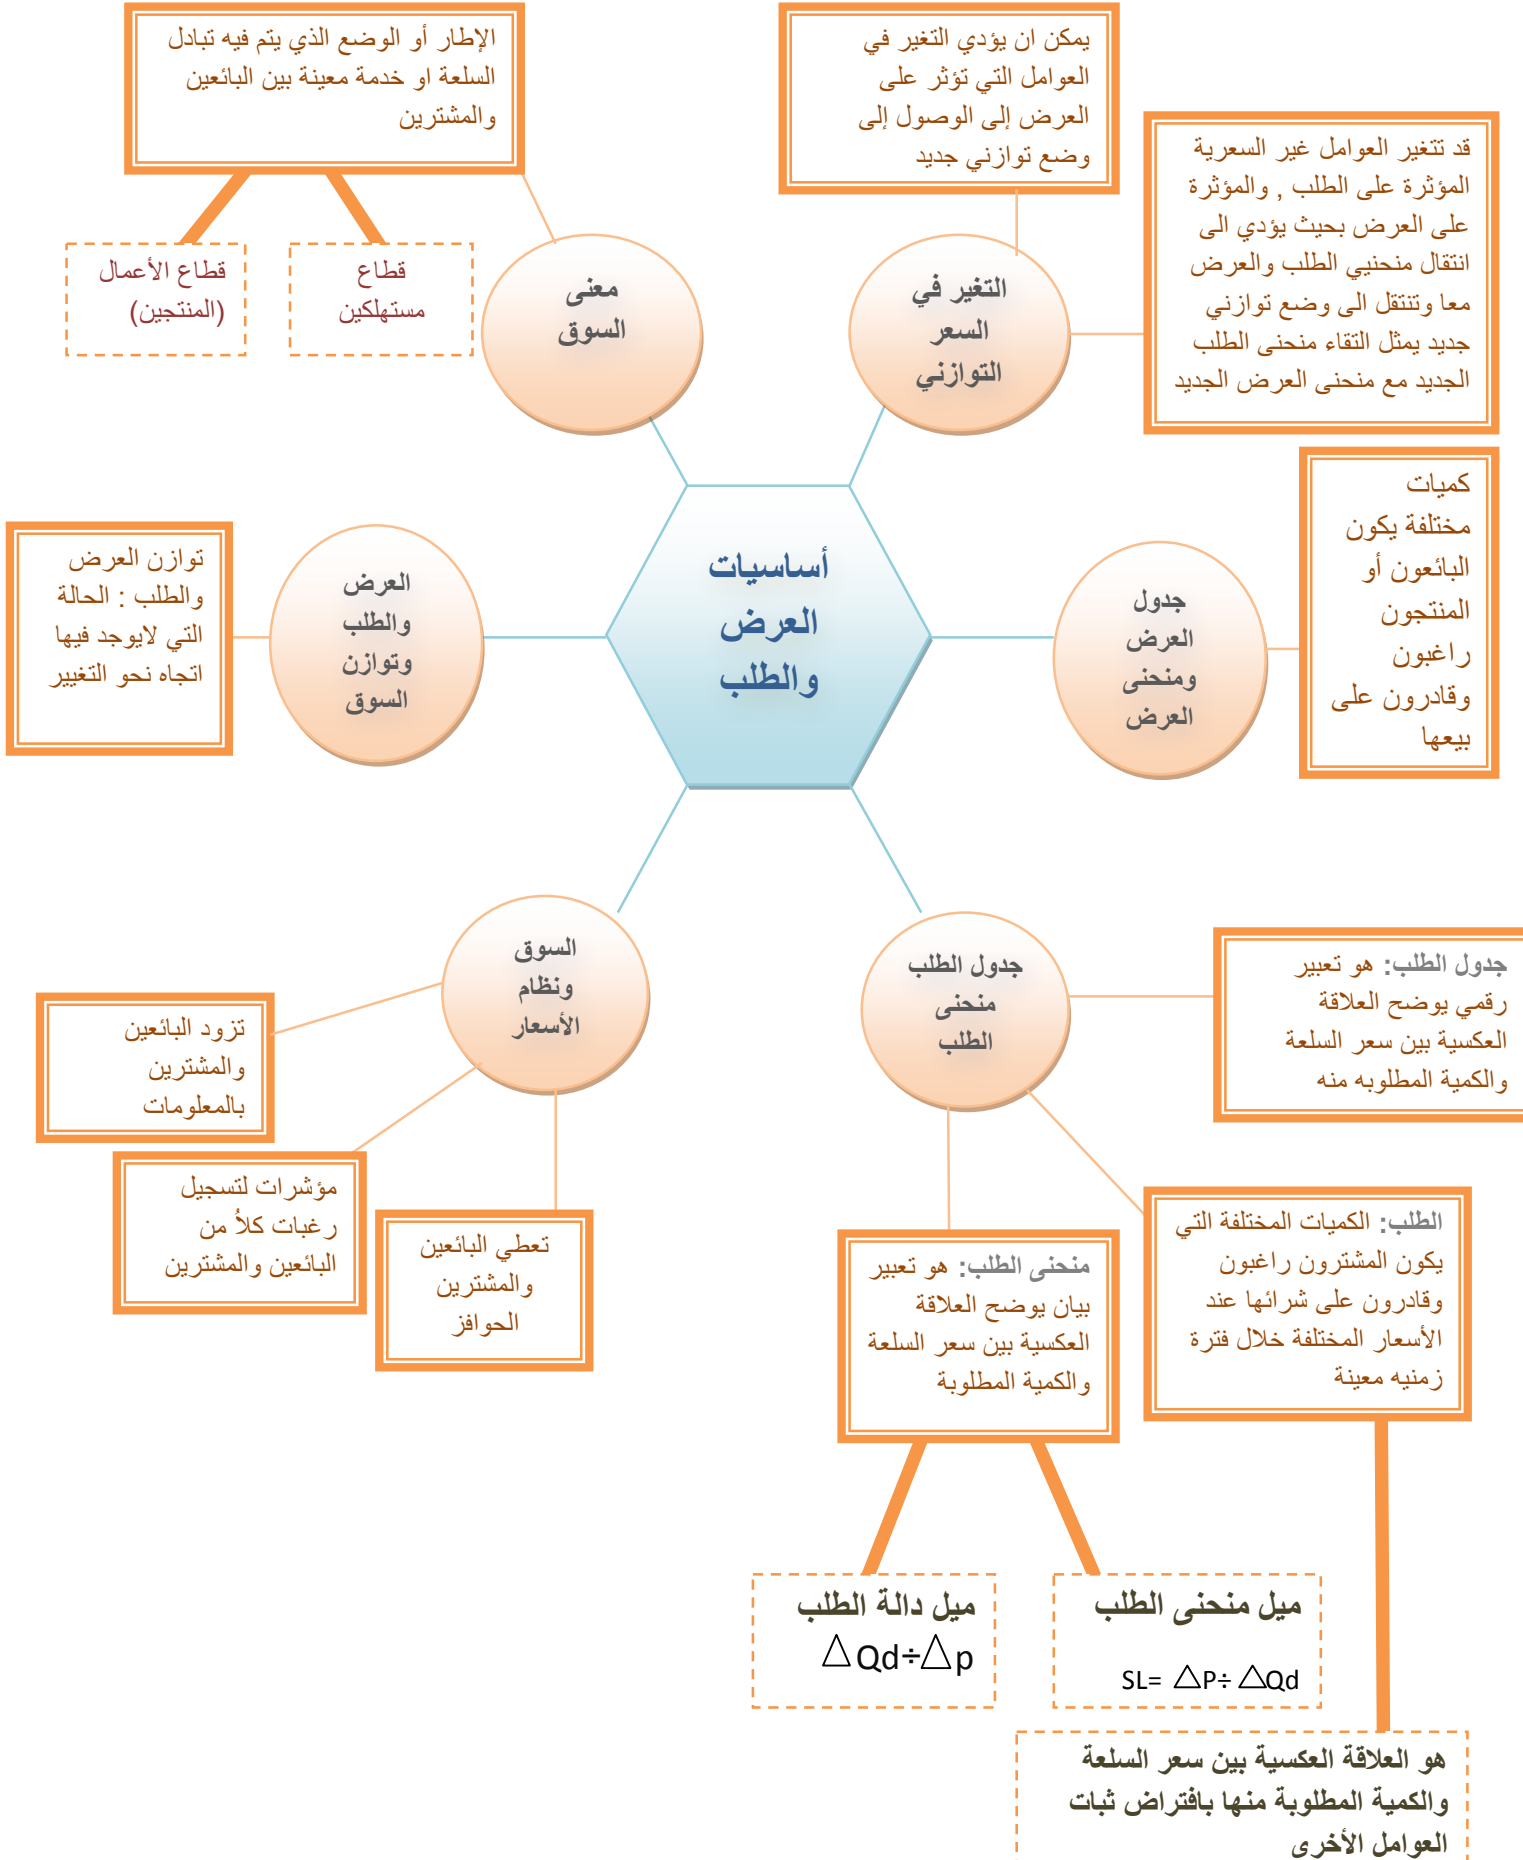 الإطار أو الوضع الذي يتم فيه تبادل
السلعة او خدمة معينة بين البائعين
والمشترين
يمكن ان يؤدي التغير في
العوامل التي تؤثر على
العرض إلى الوصول إلى
وضع توازني جديد
قد تتغير العوامل غير السعرية
المؤثرة على الطلب , والمؤثرة
على العرض بحيث يؤدي الى
انتقال منحنيي الطلب والعرض
معا وتنتقل الى وضع توازني
جديد يمثل التقاء منحنى الطلب
الجديد مع منحنى العرض الجديد
قطاع
مستهلكين
قطاع الأعمال
(المنتجين)
معنى
السوق
التغير في
السعر
التوازني
كميات
مختلفة يكون
البائعون أو
المنتجون
راغبون
وقادرون على
بيعها
جدول
العرض
ومنحنى
العرض
أساسيات
العرض
والطلب
العرض
والطلب
وتوازن
السوق
توازن العرض
والطلب : الحالة
التي لايوجد فيها
اتجاه نحو التغيير
السوق
ونظام
الأسعار
جدول الطلب
منحنى
الطلب
جدول الطلب: هو تعبير
رقمي يوضح العلاقة
العكسية بين سعر السلعة
والكمية المطلوبه منه
تزود البائعين
والمشترين
بالمعلومات
مؤشرات لتسجيل
رغبات كلاُ من
البائعين والمشترين
تعطي البائعين
والمشترين
الحوافز
الطلب: الكميات المختلفة التي
يكون المشترون راغبون
وقادرون على شرائها عند
الأسعار المختلفة خلال فترة
زمنيه معينة
منحنى الطلب: هو تعبير
بيان يوضح العلاقة
العكسية بين سعر السلعة
والكمية المطلوبة
ميل منحنى الطلب
SL= △P÷ △Qd
ميل دالة الطلب
△Qd÷△p
هو العلاقة العكسية بين سعر السلعة
والكمية المطلوبة منها بافتراض ثبات
العوامل الأخرى